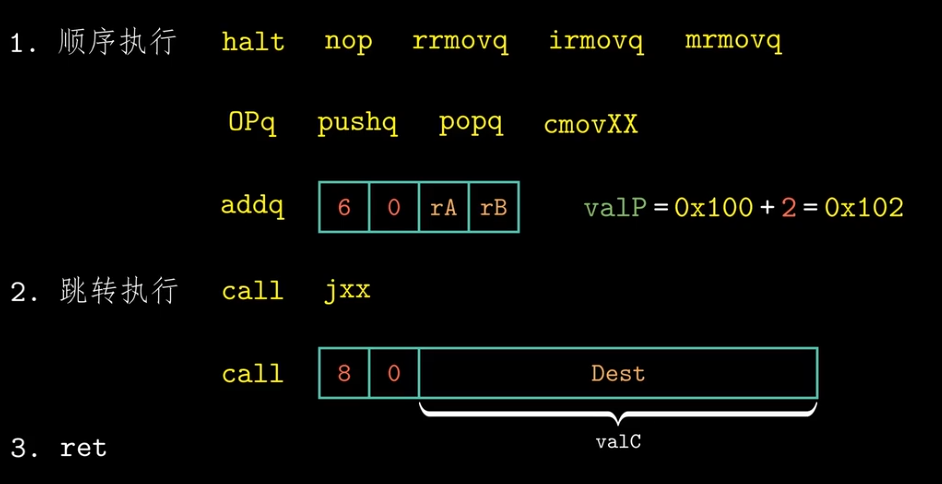 1. 顺序执行 halt nop rrmovq irmovq mrmovq
OPq pushq popq cmovXX
addq 6 0 rA rB valP = 0x100 + 2 = 0x102
2. 跳转执行 call jxx
call 8 0 Dest
valC
3. ret